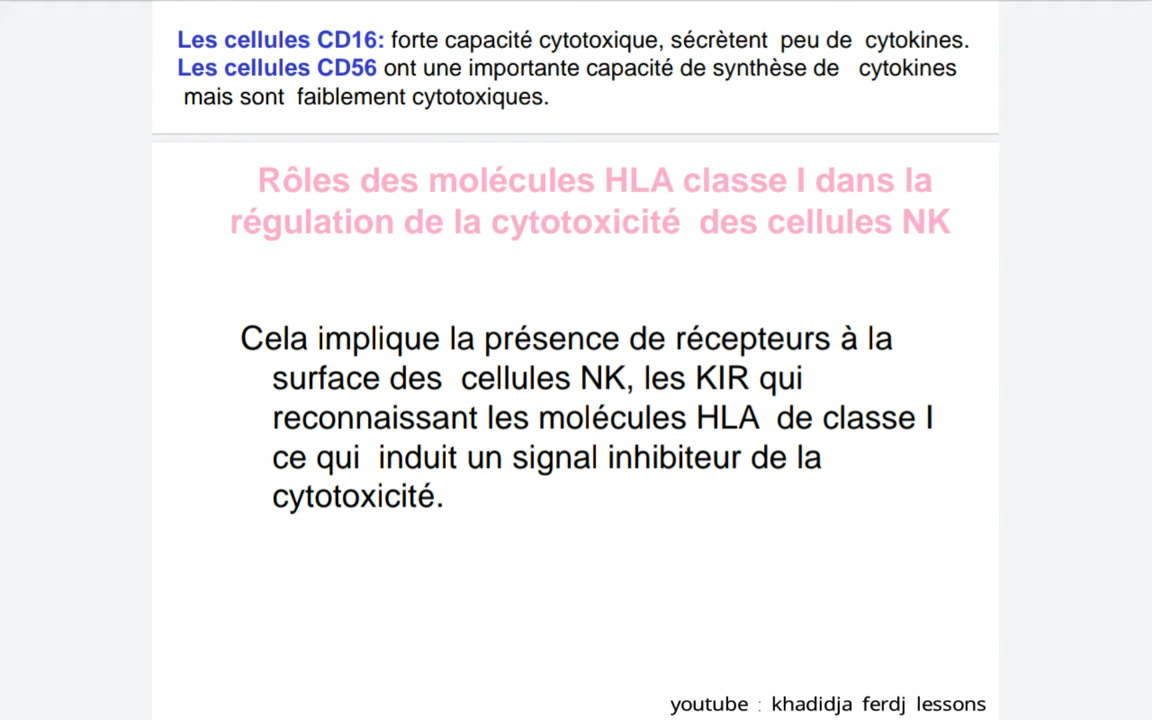 Les cellules CD16: forte capacité cytotoxique, sécrètent peu de cytokines.
Les cellules CD56 ont une importante capacité de synthèse de cytokines
mais sont faiblement cytotoxiques.
Rôles des molécules HLA classe I dans la
régulation de la cytotoxicité des cellules NK
Cela implique la présence de récepteurs à la
surface des cellules NK, les KIR qui
reconnaissant les molécules HLA de classe I
ce qui induit un signal inhibiteur de la
cytotoxicité.
youtube : khadidja ferdj lessons